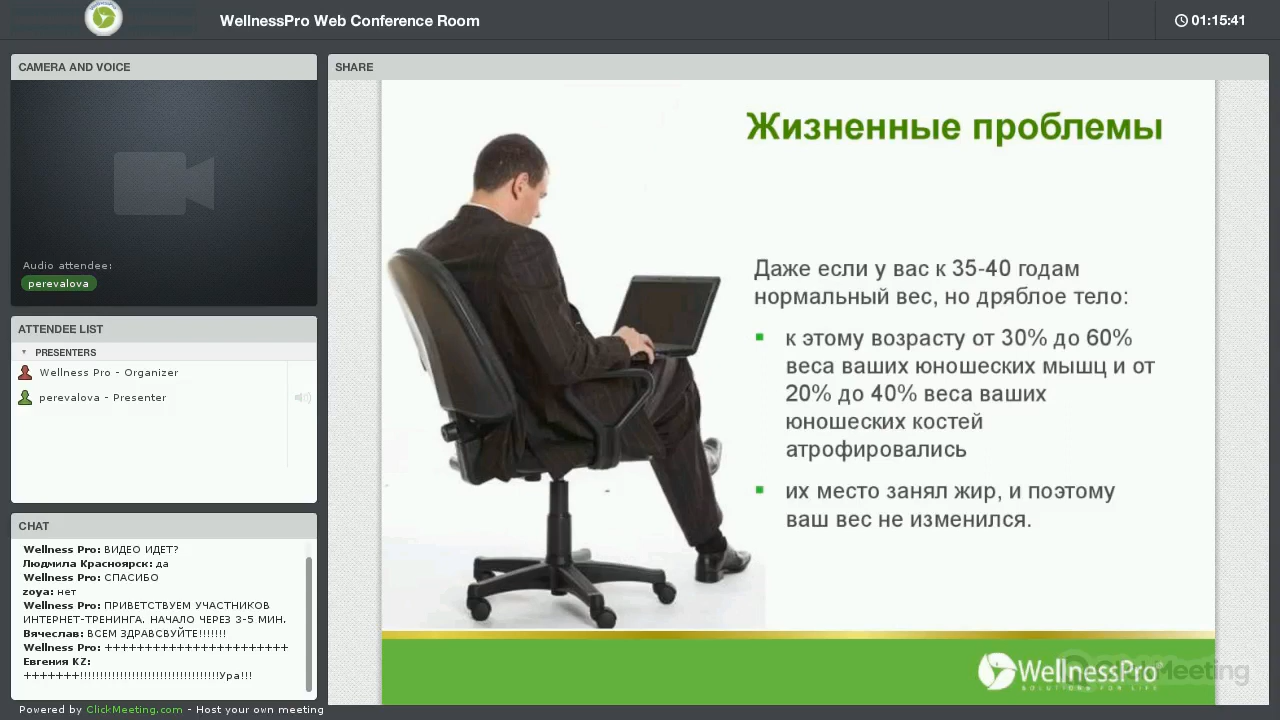 WellnessPro Web Conference Room
01:15:41
CAMERA AND VOICE
Audio attendee:
perevalova
ATTENDEE LIST
PRESENTERS
Wellness Pro - Organizer
perevalova - Presenter
CHAT
Wellness Pro: ВИДЕО ИДЕТ?
Людмила Красноярск: да
Wellness Pro: СПАСИБО
zoya: нет
Wellness Pro: ПРИВЕТСТВУЕМ УЧАСТНИКОВ
ИНТЕРНЕТ-ТРЕНИНГА. НАЧАЛО ЧЕРЕЗ 3-5 МИН.
Вячеслав: ВСЕМ ЗДРАВОВУЙТЕ!!!!!!!
Wellness Pro:
Евгения Z:
Powered by ClickMeeting.com - Host your own meeting
SHARE
Жизненные проблемы
Даже если у вас к 35-40 годам
нормальный вес, но дряблое тело:
к этому возрасту от 30% до 60%
веса ваших юношеских мышц и от
20% до 40% веса ваших
юношеских костей
атрофировались
их место занял жир, и поэтому
ваш вес не изменился.
WellnessPro
SOLUTIONS FOR LIFE
Meeting